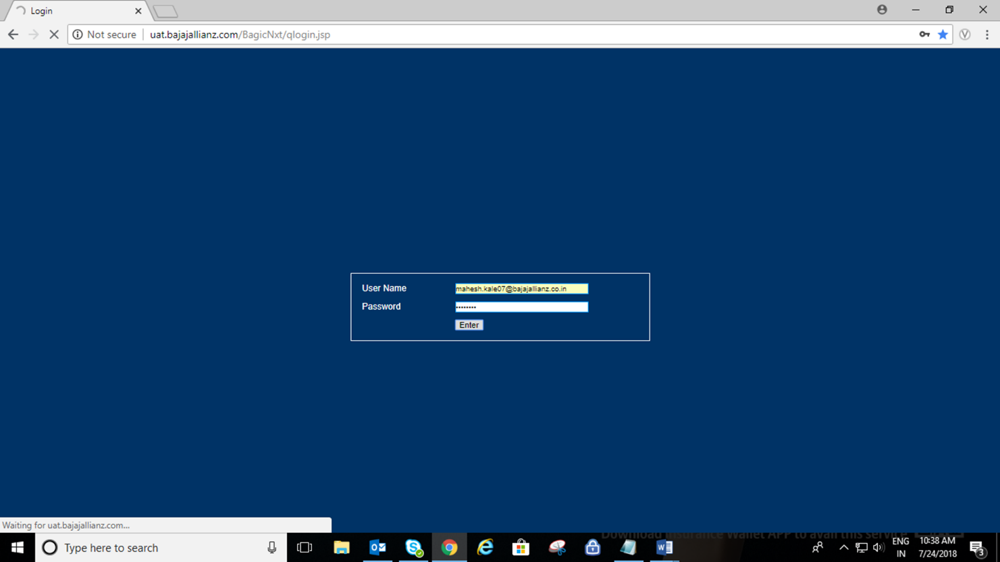 Login
Not secure
uat.bajajallianz.com/BagicNxt/qlogin.jsp
User Name mahesh.kale07@bajajallianz.co.in
Password ••••••••
Enter
Waiting for uat.bajajallianz.com...
Download Insurance Wallet APP to avail this service
Type here to search
ENG 10:38 AM
IN 7/24/2018
3